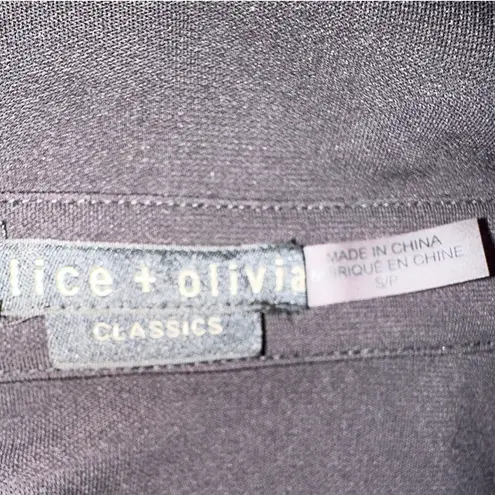 lice + olivia
CLASSICS
MADE IN CHINA
RIQUÉ EN CHINE
S/P